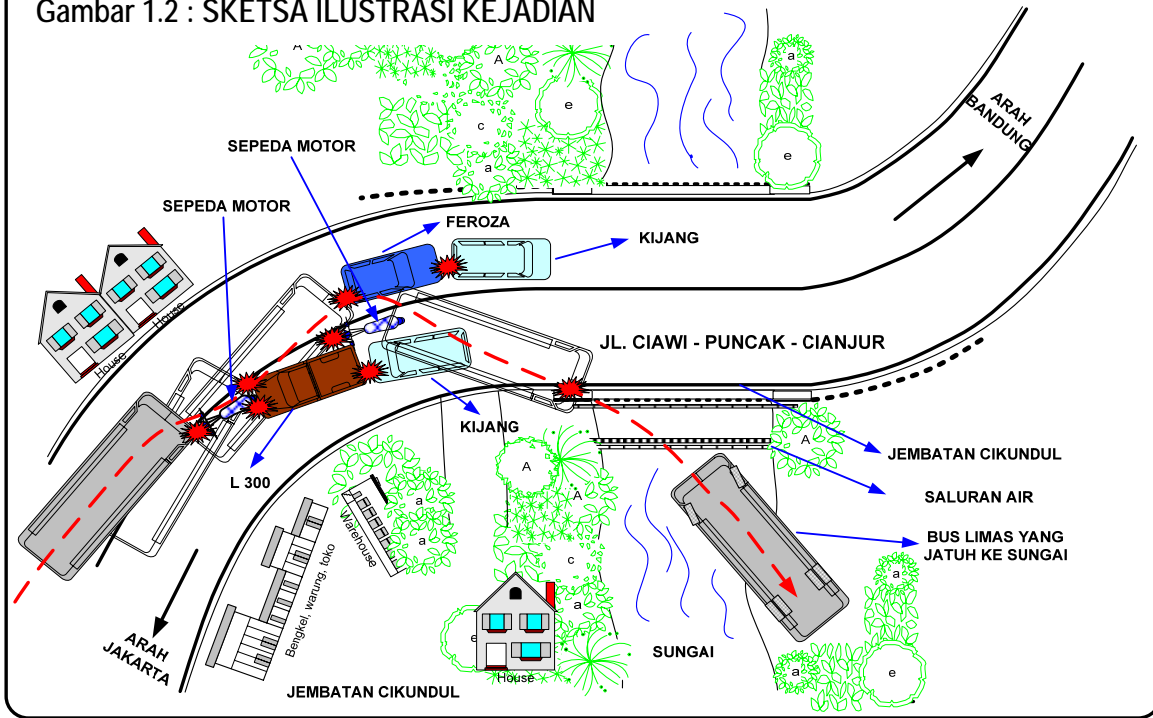 Gambar 1.2 : SKETSA ILUSTRASI KEJADIAN
A
A
a
e
c
a
e
ARAH
BANDUNG
SEPEDA MOTOR
SEPEDA MOTOR
FEROZA
KIJANG
House
House
JL. CIAWI - PUNCAK - CIANJUR
KIJANG
L 300
A
A
A
JEMBATAN CIKUNDUL
SALURAN AIR
BUS LIMAS YANG
JATUH KE SUNGAI
Warehouse
a
a
c
a
a
Bengkel, warung, toko
ARAH
JAKARTA
e
House
SUNGAI
l
a
e
JEMBATAN CIKUNDUL